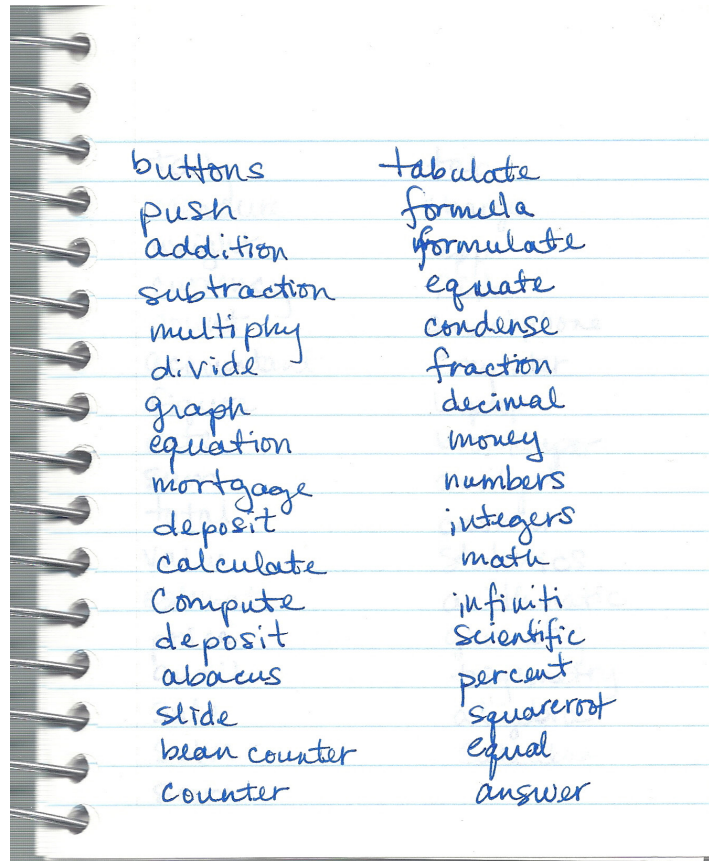 buttons
push
addition
subtraction
multiply
divide
graph
equation
mortgage
deposit
calculate
Compute
deposit
abacus
slide
bean counter
counter
tabulate
formula
formulate
equate
condense
fraction
decimal
money
numbers
integers
math
infiniti
scientific
percent
squareroot
equal
answer